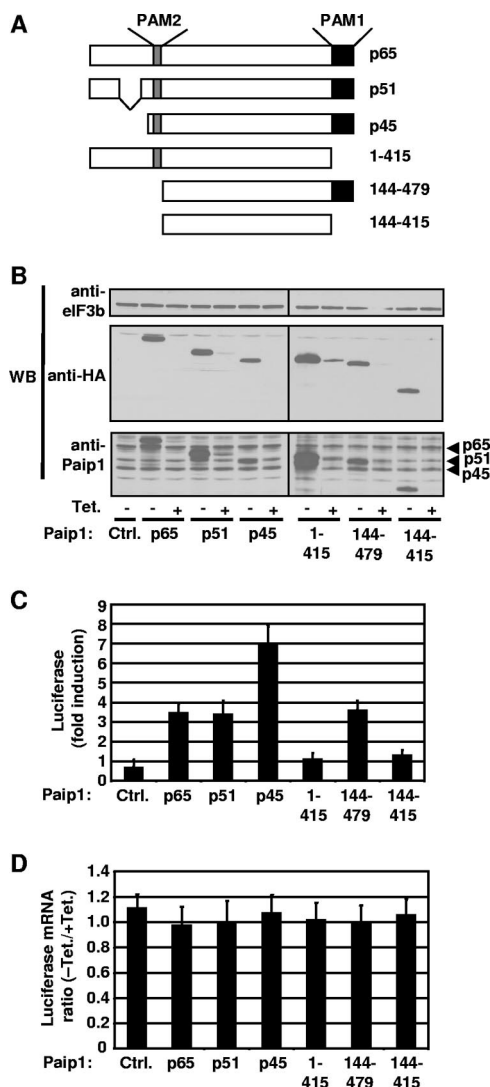 A
PAM2 PAM1
p65
p51
p45
1-415
144-479
144-415
B
anti-
eIF3b
WB
anti-HA
anti-
Paip1
p65
p51
p45
Tet. - - + - + - + - + - + - +
Paip1: Ctrl. p65 p51 p45 1- 144- 144-
415 479 415
C
Luciferase
(fold induction)
9
8
7
6
5
4
3
2
1
0
Paip1: Ctrl. p65 p51 p45 1- 144- 144-
415 479 415
D
Luciferase mRNA
ratio (–Tet./+Tet.)
1.4
1.2
1.0
0.8
0.6
0.4
0.2
0
Paip1: Ctrl. p65 p51 p45 1- 144- 144-
415 479 415